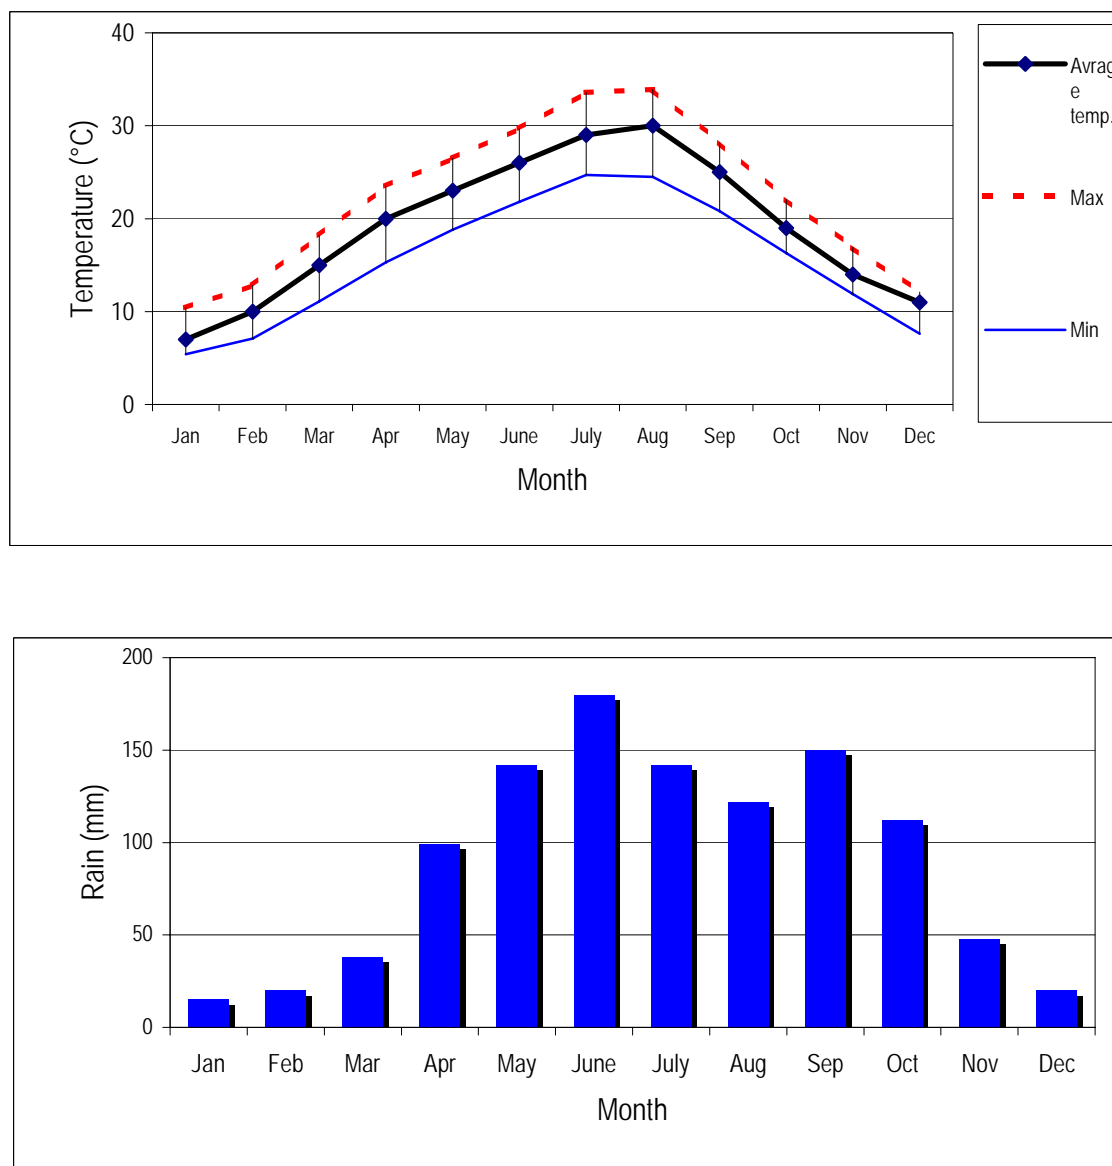 40
30
20
10
0
Temperature (°C)
Jan Feb Mar Apr May June July Aug Sep Oct Nov Dec
Month
Avrag
e
temp.
Max
Min
200
150
100
50
0
Rain (mm)
Jan Feb Mar Apr May June July Aug Sep Oct Nov Dec
Month